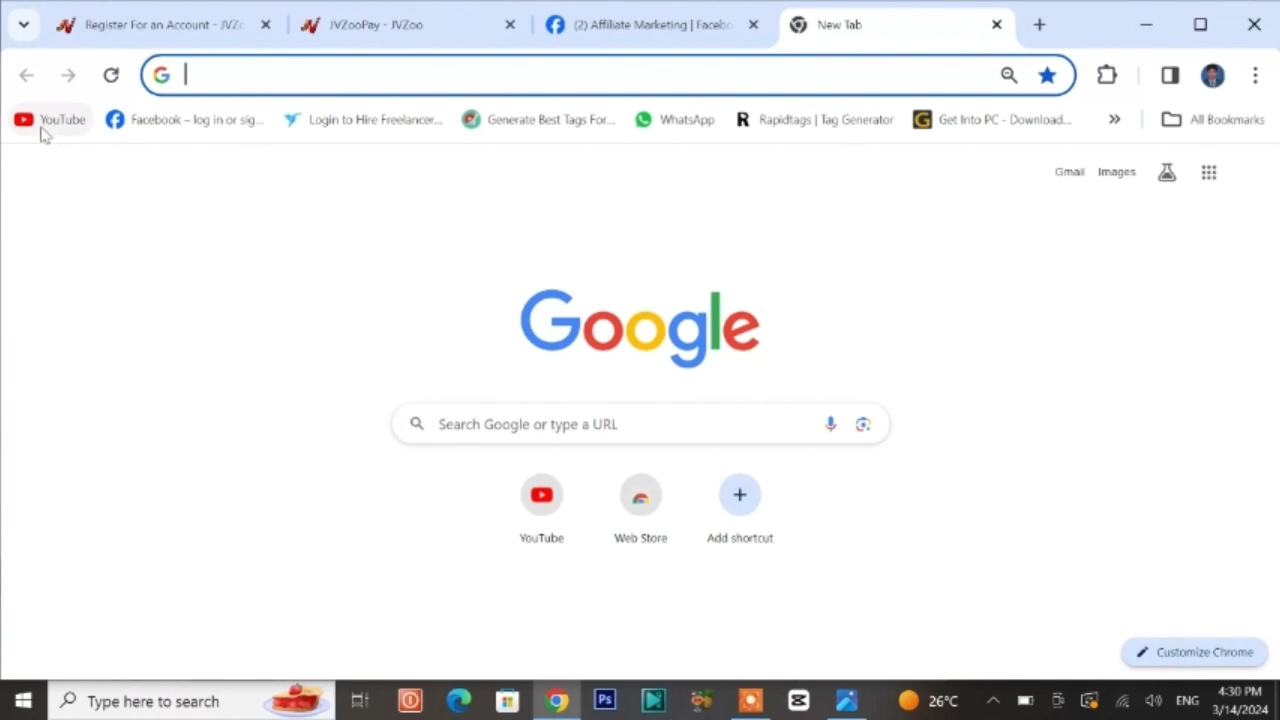 Register For an Account - JVZo
JVZooPay - JVZoo
(2) Affiliate Marketing | Facebo
New Tab
YouTube
Facebook – log in or sig...
Login to Hire Freelancer...
Generate Best Tags For...
WhatsApp
R Rapidtags | Tag Generator
G Get Into PC - Download...
All Bookmarks
Gmail Images
Google
Search Google or type a URL
YouTube
Web Store
Add shortcut
Customize Chrome
Type here to search
Ps
26°C
ENG
4:30 PM
3/14/2024